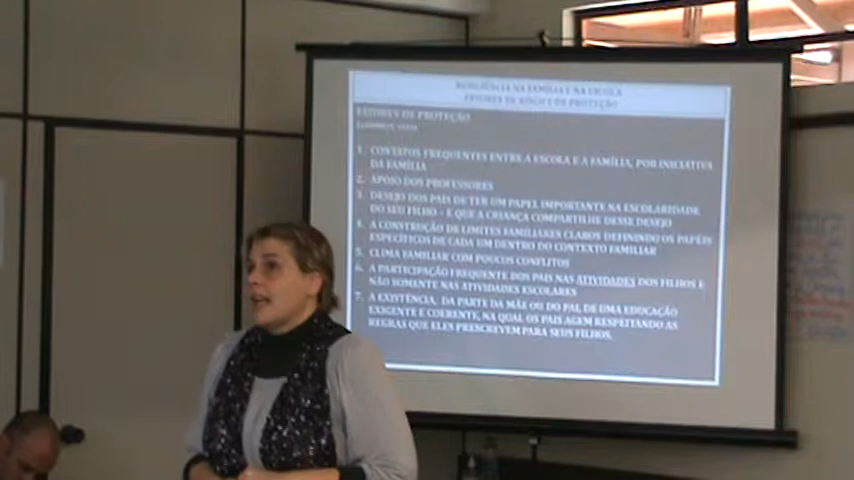 RESILIÊNCIA NA FAMÍLIA E NA ESCOLA
FATORES DE RISCO E DE PROTEÇÃO
FATORES DE PROTEÇÃO
1. CONTATOS FREQUENTES ENTRE A ESCOLA E A FAMÍLIA, POR INICIATIVA
DA FAMÍLIA
2. APOIO DOS PROFESSORES
3. DESEJO DOS PAIS DE TER UM PAPEL IMPORTANTE NA ESCOLARIDADE
DO SEU FILHO – E QUE A CRIANÇA COMPARTILHE DESSE DESEJO
4. A CONSTRUÇÃO DE LIMITES FAMILIARES CLAROS DEFININDO OS PAPÉIS
ESPECÍFICOS DE CADA UM DENTRO DO CONTEXTO FAMILIAR
5. CLIMA FAMILIAR COM POUCOS CONFLITOS
6. A PARTICIPAÇÃO FREQUENTE DOS PAIS NAS ATIVIDADES DOS FILHOS E
NÃO SOMENTE NAS ATIVIDADES ESCOLARES
7. A EXISTÊNCIA, DA PARTE DA MÃE OU DO PAI, DE UMA EDUCAÇÃO
EXIGENTE E COERENTE, NA QUAL OS PAIS AGEM RESPEITANDO AS
REGRAS QUE ELES PRESCREVEM PARA SEUS FILHOS.